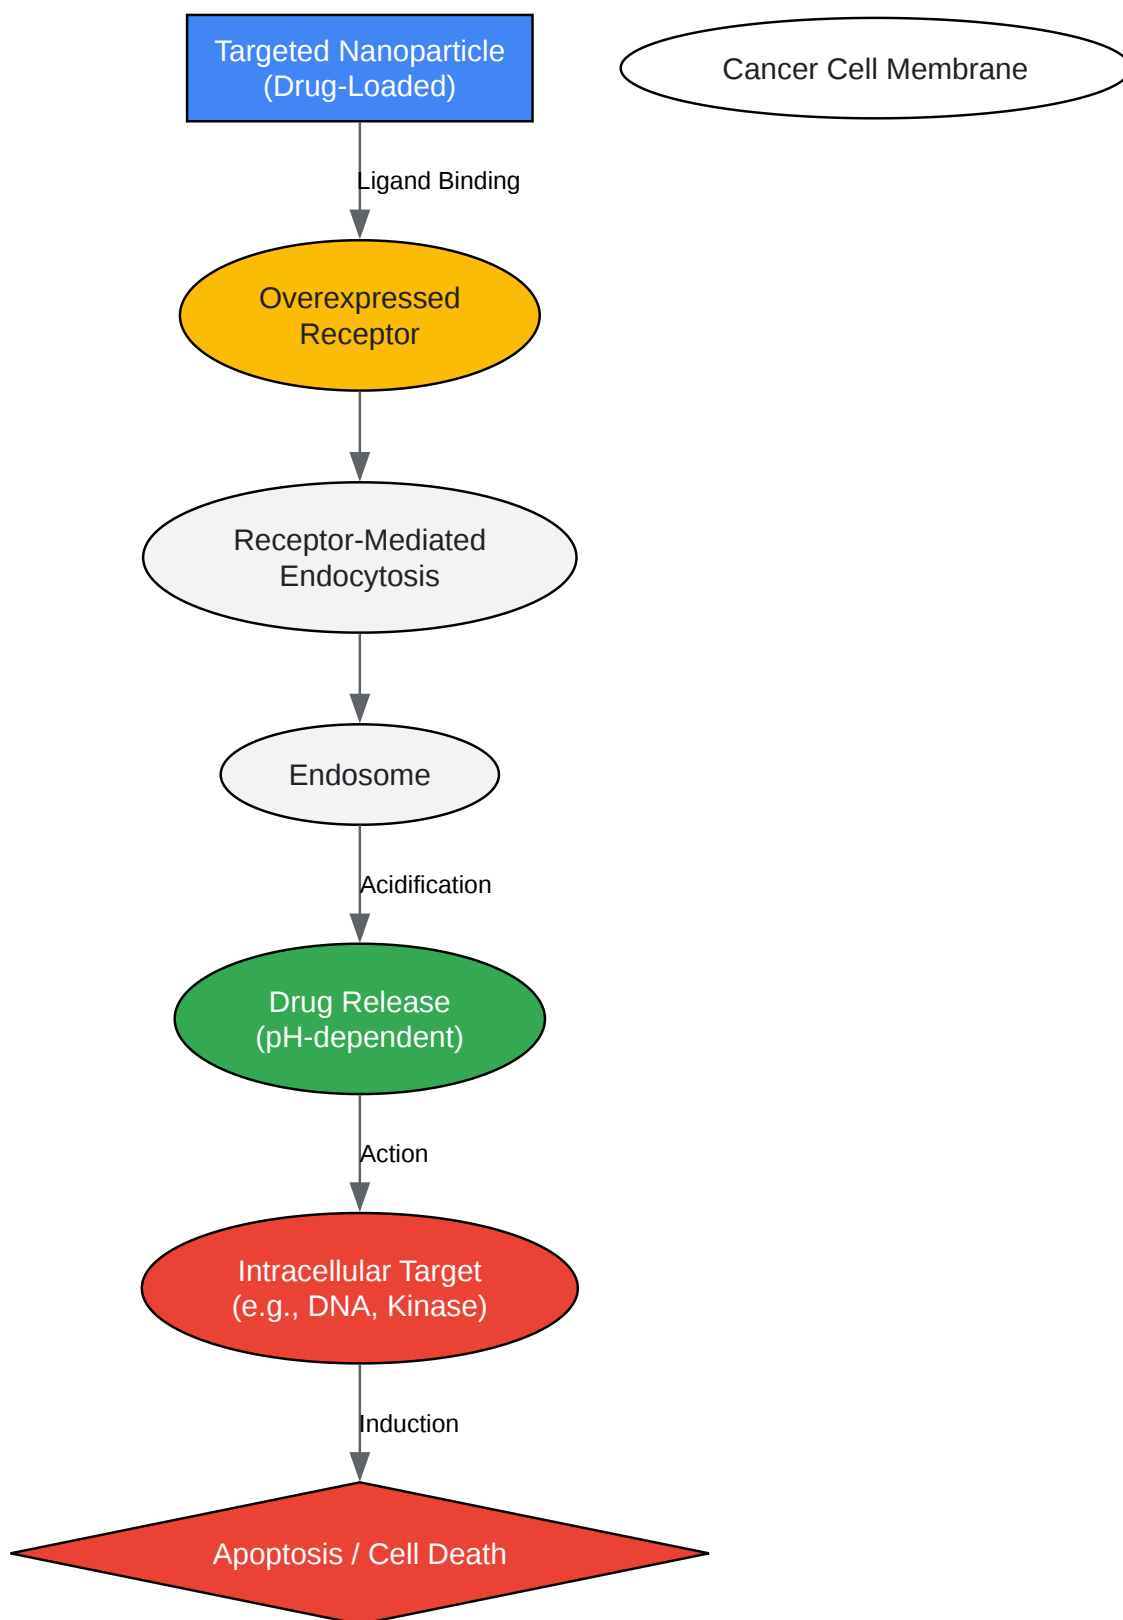 Targeted Nanoparticle
(Drug-Loaded)
Cancer Cell Membrane
Ligand Binding
Overexpressed
Receptor
Receptor-Mediated
Endocytosis
Endosome
Acidification
Drug Release
(pH-dependent)
Action
Intracellular Target
(e.g., DNA, Kinase)
Induction
Apoptosis / Cell Death